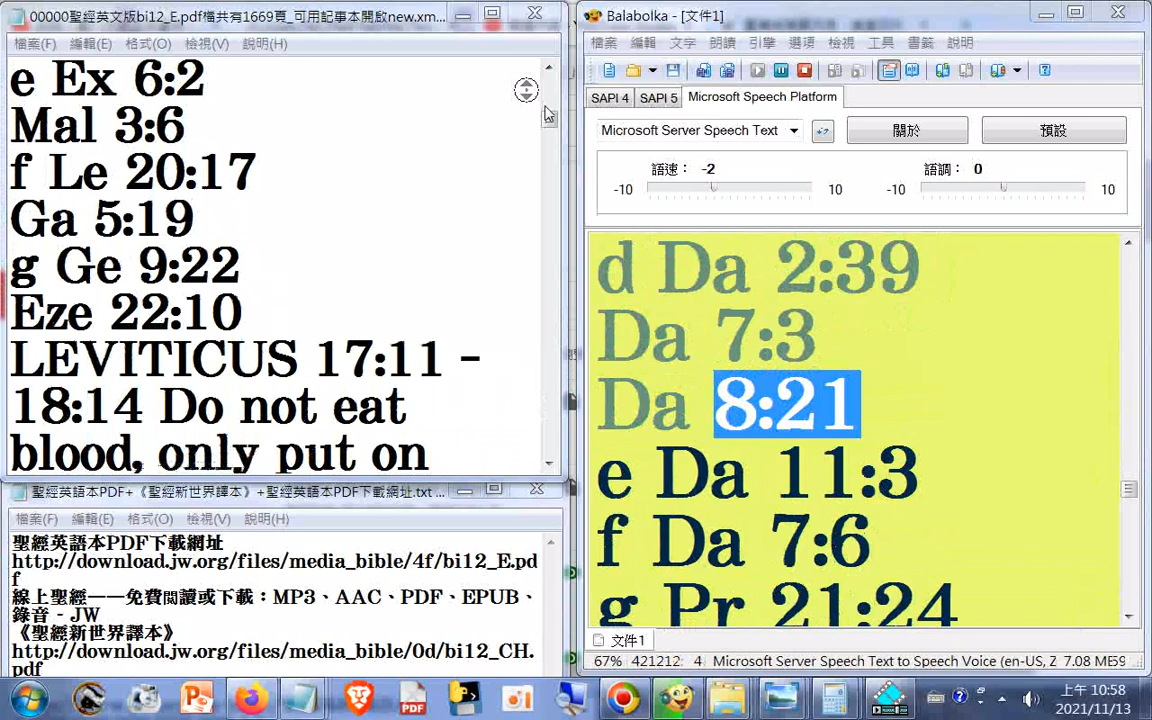 00000聖經英文版bi12_E.pdf檔共有1669頁_可用記事本開啟new.xm...
檔案(F) 編輯(E) 格式(O) 檢視(V) 說明(H)
e Ex 6:2
Mal 3:6
f Le 20:17
Ga 5:19
g Ge 9:22
Eze 22:10
LEVITICUS 17:11 -
18:14 Do not eat
blood, only put on
聖經英語本PDF+《聖經新世界譯本》+聖經英語本PDF下載網址.txt ...
檔案(F) 編輯(E) 格式(O) 檢視(V) 說明(H)
聖經英語本PDF下載網址
http://download.jw.org/files/media_bible/4f/bi12_E.pd
f
線上聖經——免費閱讀或下載：MP3、AAC、PDF、EPUB、
錄音 - JW
《聖經新世界譯本》
http://download.jw.org/files/media_bible/0d/bi12_CH.
pdf
Balabolka - [文件1]
檔案 編輯 文字 朗讀 引擎 選項 檢視 工具 書籤 說明
SAPI 4 SAPI 5 Microsoft Speech Platform
Microsoft Server Speech Text 關於 預設
語速： -2 語調： 0
-10 10 -10 10
d Da 2:39
Da 7:3
Da 8:21
e Da 11:3
f Da 7:6
g Pr 21:24
文件1
67% 421212: 4 Microsoft Server Speech Text to Speech Voice (en-US, Z 7.08 ME59
上午 10:58
2021/11/13